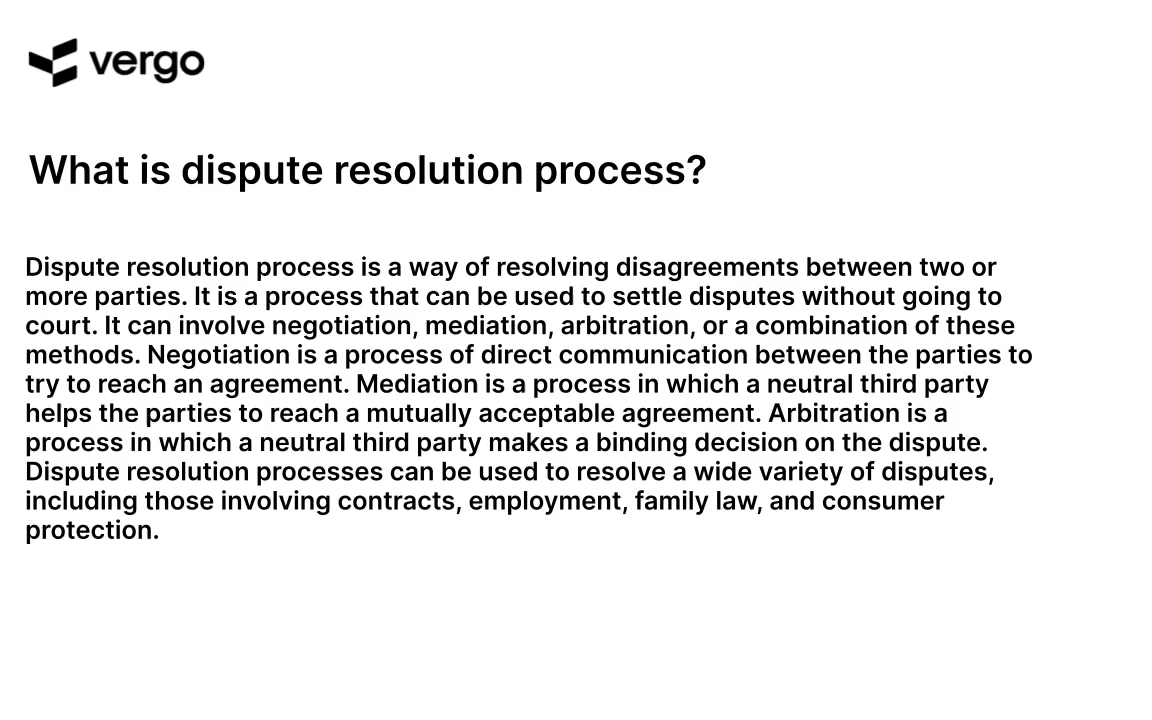 vergo
What is dispute resolution process?
Dispute resolution process is a way of resolving disagreements between two or
more parties. It is a process that can be used to settle disputes without going to
court. It can involve negotiation, mediation, arbitration, or a combination of these
methods. Negotiation is a process of direct communication between the parties to
try to reach an agreement. Mediation is a process in which a neutral third party
helps the parties to reach a mutually acceptable agreement. Arbitration is a
process in which a neutral third party makes a binding decision on the dispute.
Dispute resolution processes can be used to resolve a wide variety of disputes,
including those involving contracts, employment, family law, and consumer
protection.